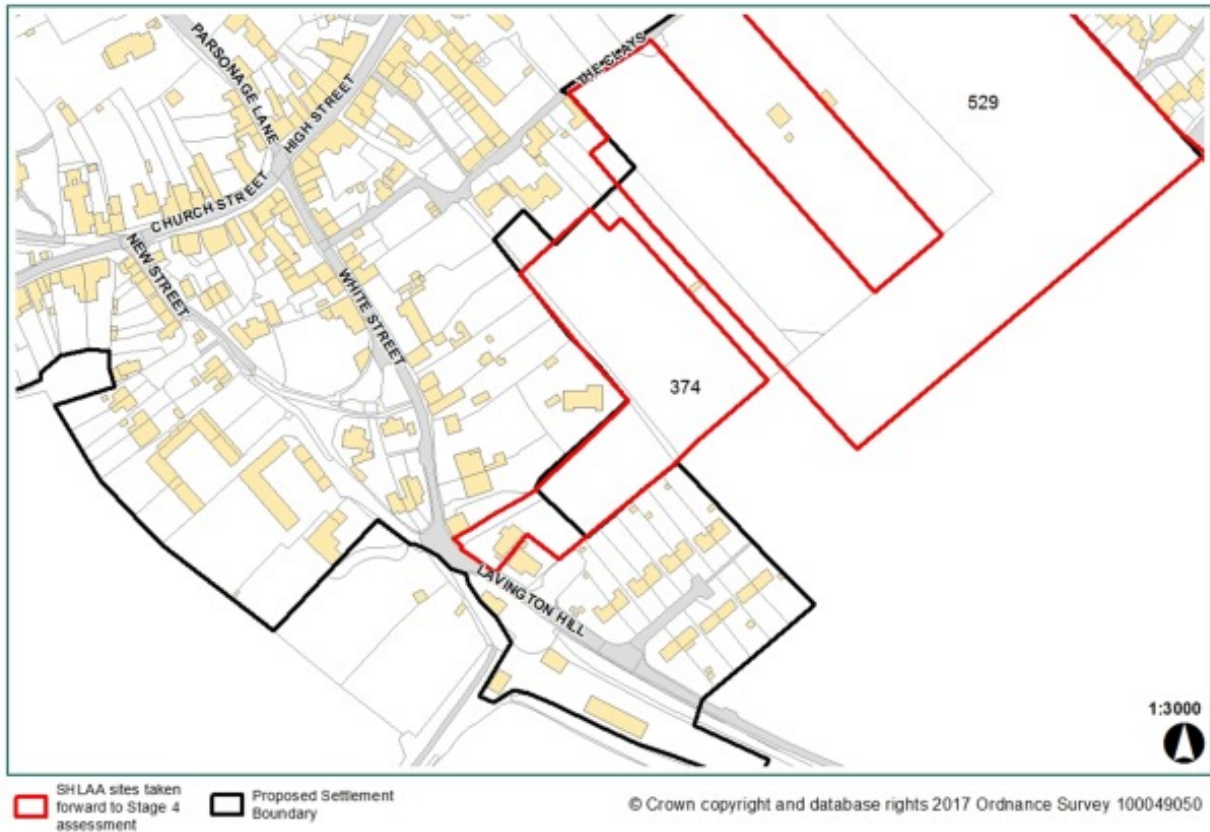 PARSONAGE LANE
HIGH STREET
THE CLAYS
529
CHURCH STREET
NEW STREET
WHITE STREET
374
LAVINGTON HILL
1:3000
SHLAA sites taken
forward to Stage 4
assessment
Proposed Settlement
Boundary
© Crown copyright and database rights 2017 Ordnance Survey 100049050